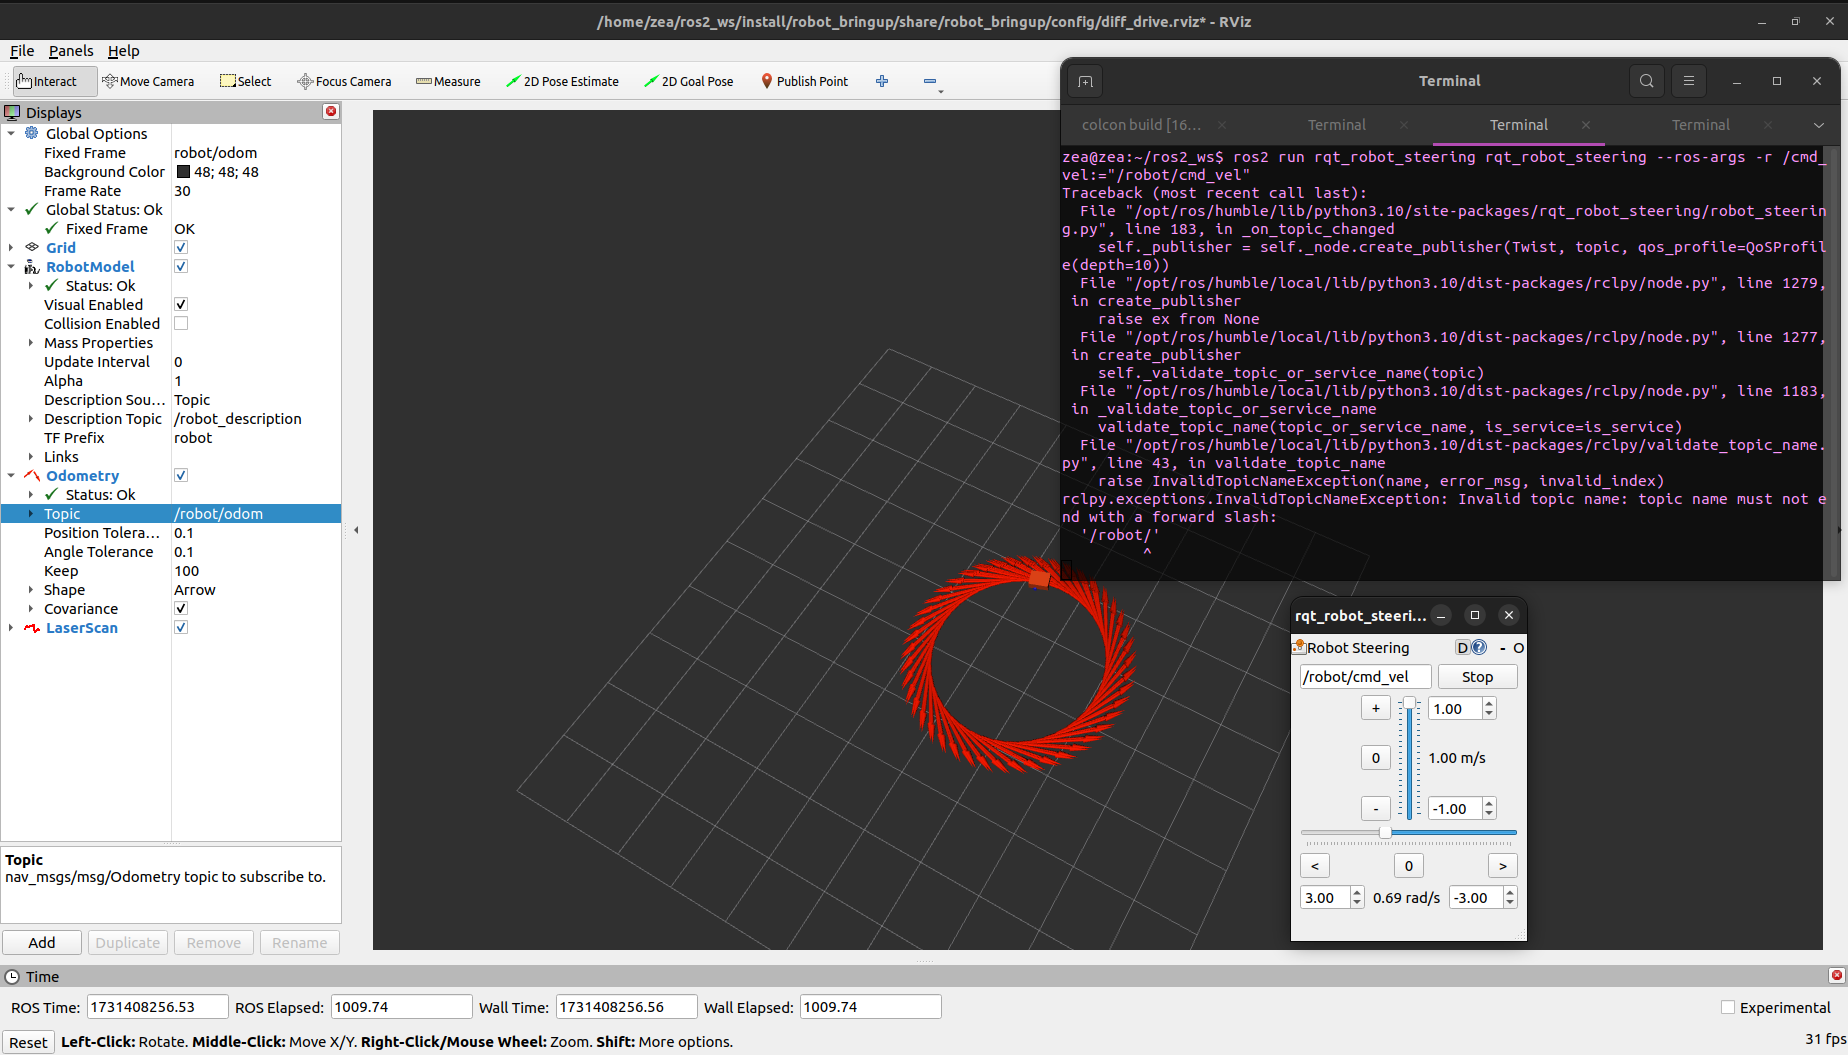 /home/zea/ros2_ws/install/robot_bringup/share/robot_bringup/config/diff_drive.rviz* - RViz
File Panels Help
Interact Move Camera Select Focus Camera Measure 2D Pose Estimate 2D Goal Pose Publish Point
Displays
Global Options
Fixed Frame robot/odom
Background Color 48; 48; 48
Frame Rate 30
Global Status: Ok
Fixed Frame OK
Grid
RobotModel
Status: Ok
Visual Enabled
Collision Enabled
Mass Properties
Update Interval 0
Alpha 1
Description Sou... Topic
Description Topic /robot_description
TF Prefix robot
Links
Odometry
Status: Ok
Topic /robot/odom
Position Tolera... 0.1
Angle Tolerance 0.1
Keep 100
Shape Arrow
Covariance
LaserScan
Topic
nav_msgs/msg/Odometry topic to subscribe to.
Add Duplicate Remove Rename
Terminal
colcon build [16... Terminal Terminal Terminal
zea@zea:~/ros2_ws$ ros2 run rqt_robot_steering rqt_robot_steering --ros-args -r /cmd_
vel:="/robot/cmd_vel"
Traceback (most recent call last):
File "/opt/ros/humble/lib/python3.10/site-packages/rqt_robot_steering/robot_steerin
g.py", line 183, in _on_topic_changed
self._publisher = self._node.create_publisher(Twist, topic, qos_profile=QoSProfil
e(depth=10))
File "/opt/ros/humble/local/lib/python3.10/dist-packages/rclpy/node.py", line 1279,
in create_publisher
raise ex from None
File "/opt/ros/humble/local/lib/python3.10/dist-packages/rclpy/node.py", line 1277,
in create_publisher
self._validate_topic_or_service_name(topic)
File "/opt/ros/humble/local/lib/python3.10/dist-packages/rclpy/node.py", line 1183,
in _validate_topic_or_service_name
validate_topic_name(topic_or_service_name, is_service=is_service)
File "/opt/ros/humble/local/lib/python3.10/dist-packages/rclpy/validate_topic_name.
py", line 43, in validate_topic_name
raise InvalidTopicNameException(name, error_msg, invalid_index)
rclpy.exceptions.InvalidTopicNameException: Invalid topic name: topic name must not e
nd with a forward slash:
'/robot/'
^
rqt_robot_steeri...
Robot Steering D ? - O
/robot/cmd_vel Stop
+ 1.00
0 1.00 m/s
- -1.00
< 0 >
3.00 0.69 rad/s -3.00
Time
ROS Time: 1731408256.53 ROS Elapsed: 1009.74 Wall Time: 1731408256.56 Wall Elapsed: 1009.74 Experimental
Reset Left-Click: Rotate. Middle-Click: Move X/Y. Right-Click/Mouse Wheel: Zoom. Shift: More options. 31 fps